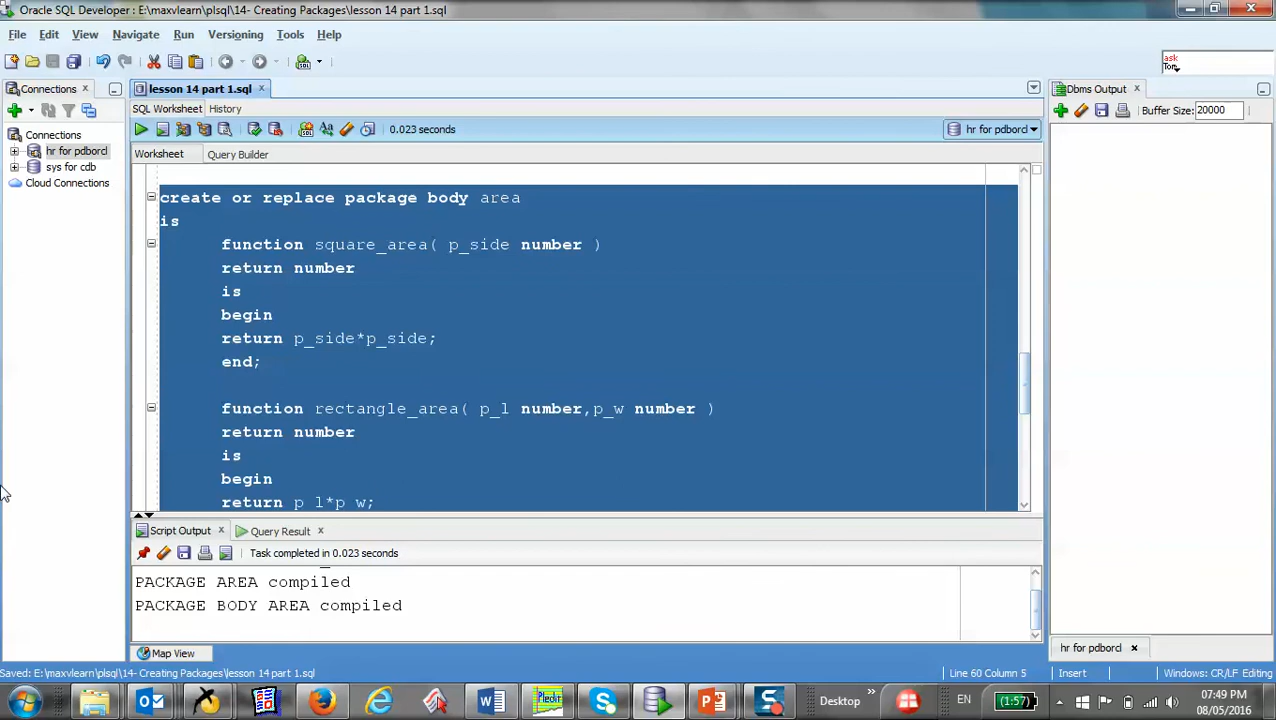 Oracle SQL Developer : E:\maxvlearn\plsql\14- Creating Packages\lesson 14 part 1.sql
File Edit View Navigate Run Versioning Tools Help
ask
Tom
Connections
lesson 14 part 1.sql
Dbms Output
SQL Worksheet History
Buffer Size: 20000
0.023 seconds
hr for pdborcl
Connections
hr for pdborcl
sys for cdb
Cloud Connections
Worksheet Query Builder
create or replace package body area
is
function square_area( p_side number )
return number
is
begin
return p_side*p_side;
end;
function rectangle_area( p_l number,p_w number )
return number
is
begin
return p_l*p_w;
Script Output Query Result
Task completed in 0.023 seconds
PACKAGE AREA compiled
PACKAGE BODY AREA compiled
Map View
hr for pdborcl
Saved: E:\maxvlearn\plsql\14- Creating Packages\lesson 14 part 1.sql
Line 60 Column 5 Insert Windows: CR/LF Editing
Desktop » EN (1:57) 07:49 PM
08/05/2016